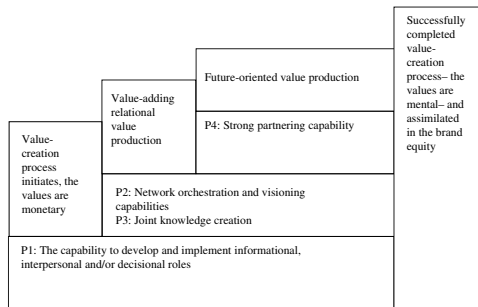 Successfully
completed
value-
creation
process– the
values are
mental– and
assimilated
in the brand
equity
Future-oriented value production
Value-adding
relational
value
production
P4: Strong partnering capability
Value-
creation
process
initiates, the
values are
monetary
P2: Network orchestration and visioning
capabilities
P3: Joint knowledge creation
P1: The capability to develop and implement informational,
interpersonal and/or decisional roles